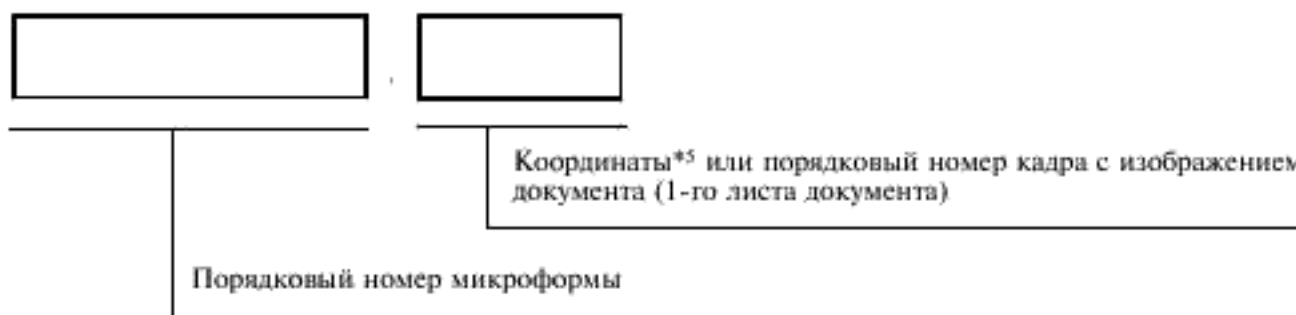 Координаты*⁵ или порядковый номер кадра с изображением
документа (1-го листа документа)
Порядковый номер микроформы